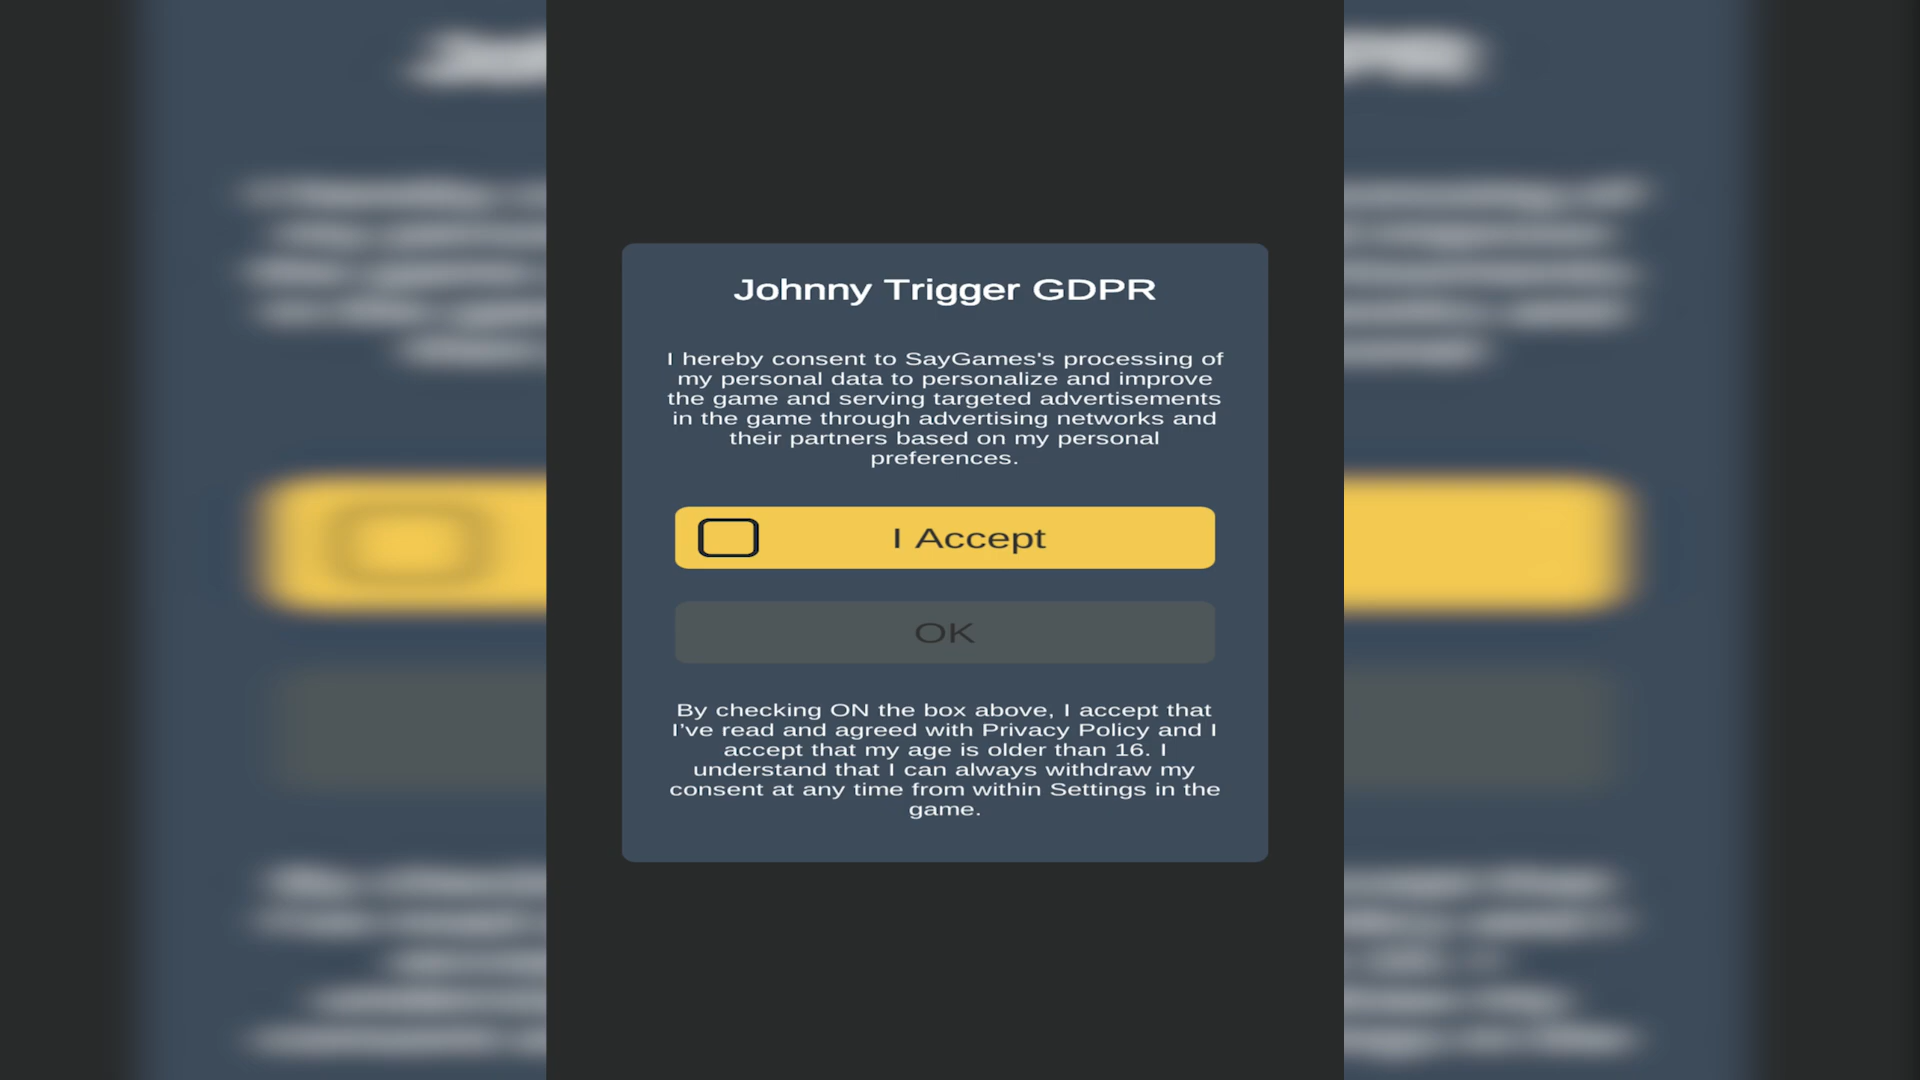 Johnny Trigger GDPR
I hereby consent to SayGames's processing of
my personal data to personalize and improve
the game and serving targeted advertisements
in the game through advertising networks and
their partners based on my personal
preferences.
I Accept
OK
By checking ON the box above, I accept that
I've read and agreed with Privacy Policy and I
accept that my age is older than 16. I
understand that I can always withdraw my
consent at any time from within Settings in the
game.